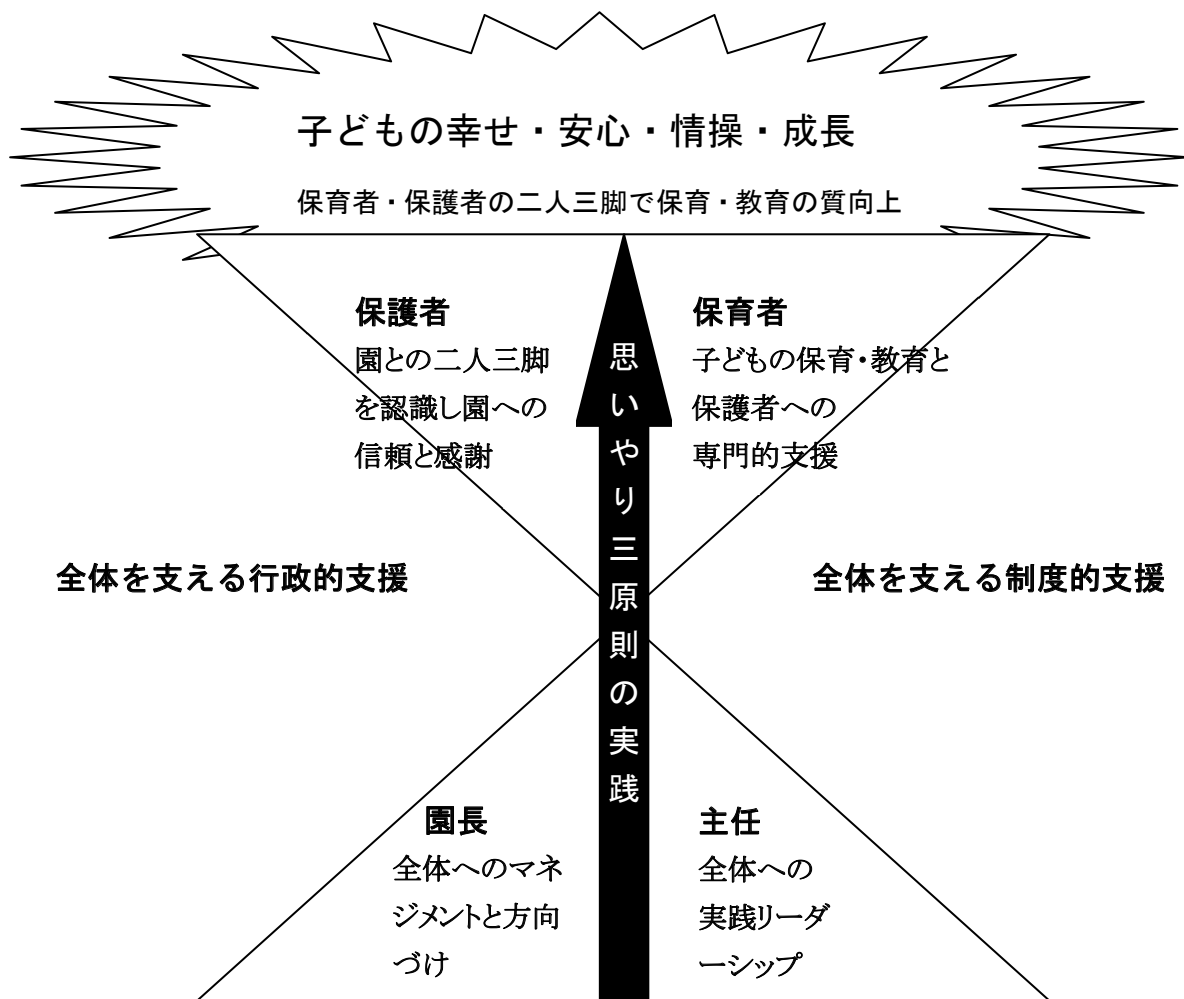 子どもの幸せ・安心・情操・成長
保育者・保護者の二人三脚で保育・教育の質向上
保護者
園との二人三脚
を認識し園への
信頼と感謝
保育者
子どもの保育・教育と
保護者への
専門的支援
思いやり三原則の実践
全体を支える行政的支援
全体を支える制度的支援
園長
全体へのマネ
ジメントと方向
づけ
主任
全体への
実践リーダ
ーシップ